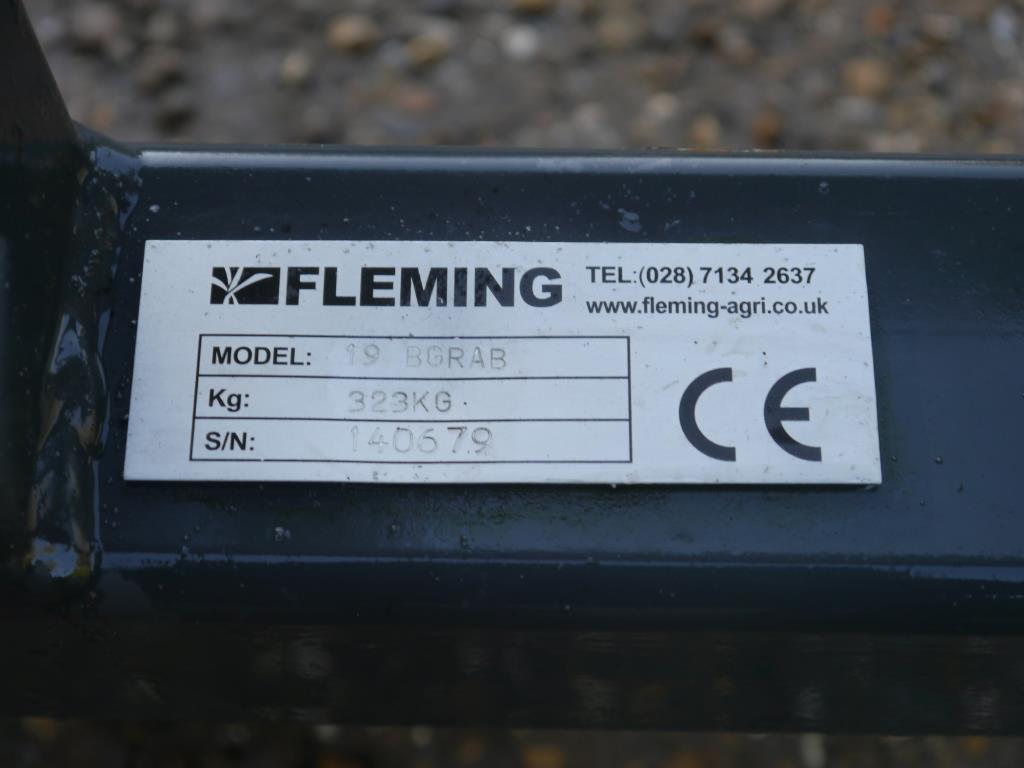 FLEMING
TEL:(028) 7134 2637
www.fleming-agri.co.uk
MODEL: 19 BGRAB
Kg: 323KG
S/N: 140679
CE